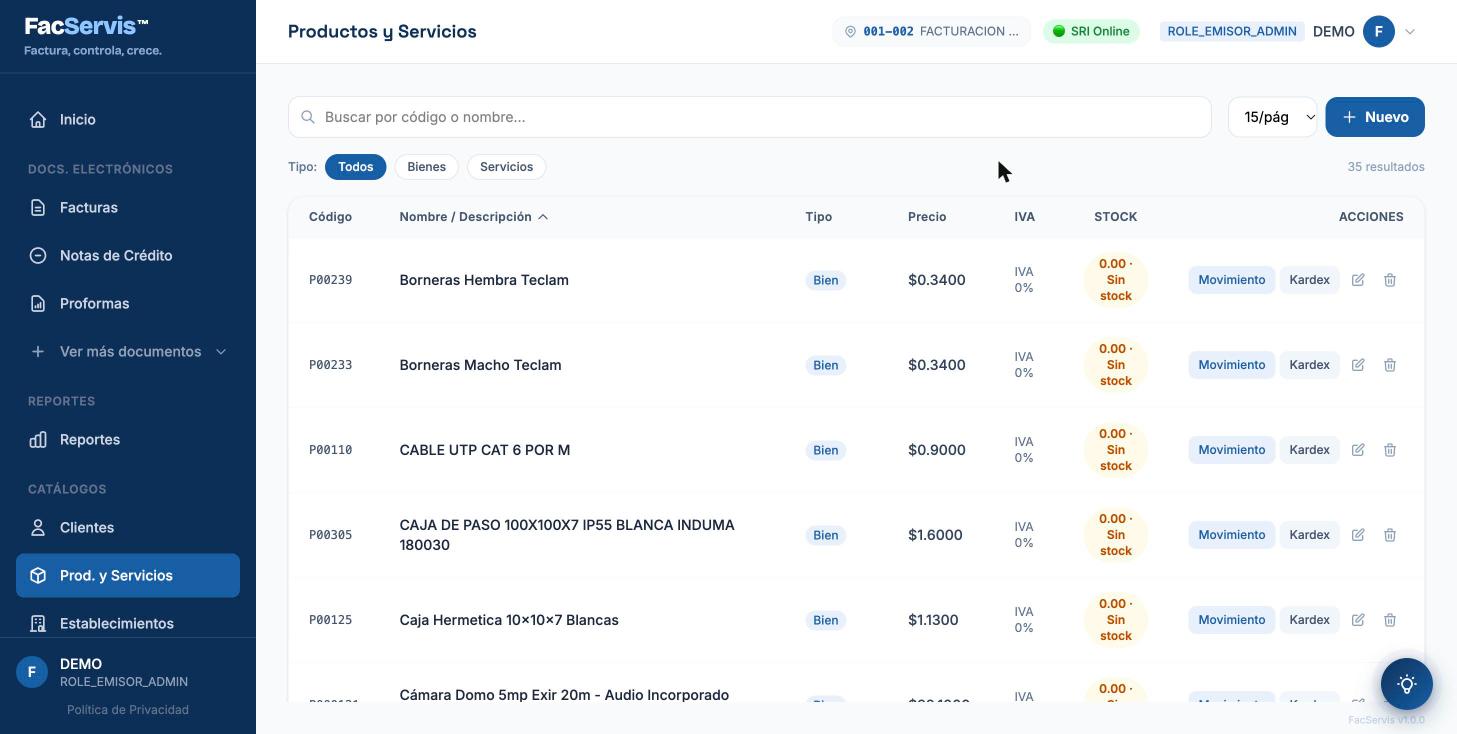 FacServis™
Factura, controla, crece.
Inicio
DOCS. ELECTRÓNICOS
Facturas
Notas de Crédito
Proformas
Ver más documentos
REPORTES
Reportes
CATÁLOGOS
Clientes
Prod. y Servicios
Establecimientos
F
DEMO
ROLE_EMISOR_ADMIN
Política de Privacidad
Productos y Servicios
001-002 FACTURACION ...
SRI Online
ROLE_EMISOR_ADMIN DEMO F
Buscar por código o nombre...
15/pág
Nuevo
Tipo: Todos Bienes Servicios
35 resultados
Código Nombre / Descripción Tipo Precio IVA STOCK ACCIONES
P00239 Borneras Hembra Teclam Bien $0.3400 IVA 0% 0.00 · Sin stock Movimiento Kardex
P00233 Borneras Macho Teclam Bien $0.3400 IVA 0% 0.00 · Sin stock Movimiento Kardex
P00110 CABLE UTP CAT 6 POR M Bien $0.9000 IVA 0% 0.00 · Sin stock Movimiento Kardex
P00305 CAJA DE PASO 100X100X7 IP55 BLANCA INDUMA 180030 Bien $1.6000 IVA 0% 0.00 · Sin stock Movimiento Kardex
P00125 Caja Hermetica 10x10x7 Blancas Bien $1.1300 IVA 0% 0.00 · Sin stock Movimiento Kardex
Cámara Domo 5mp Exir 20m - Audio Incorporado IVA 0.00 ·
FacServis v1.0.0